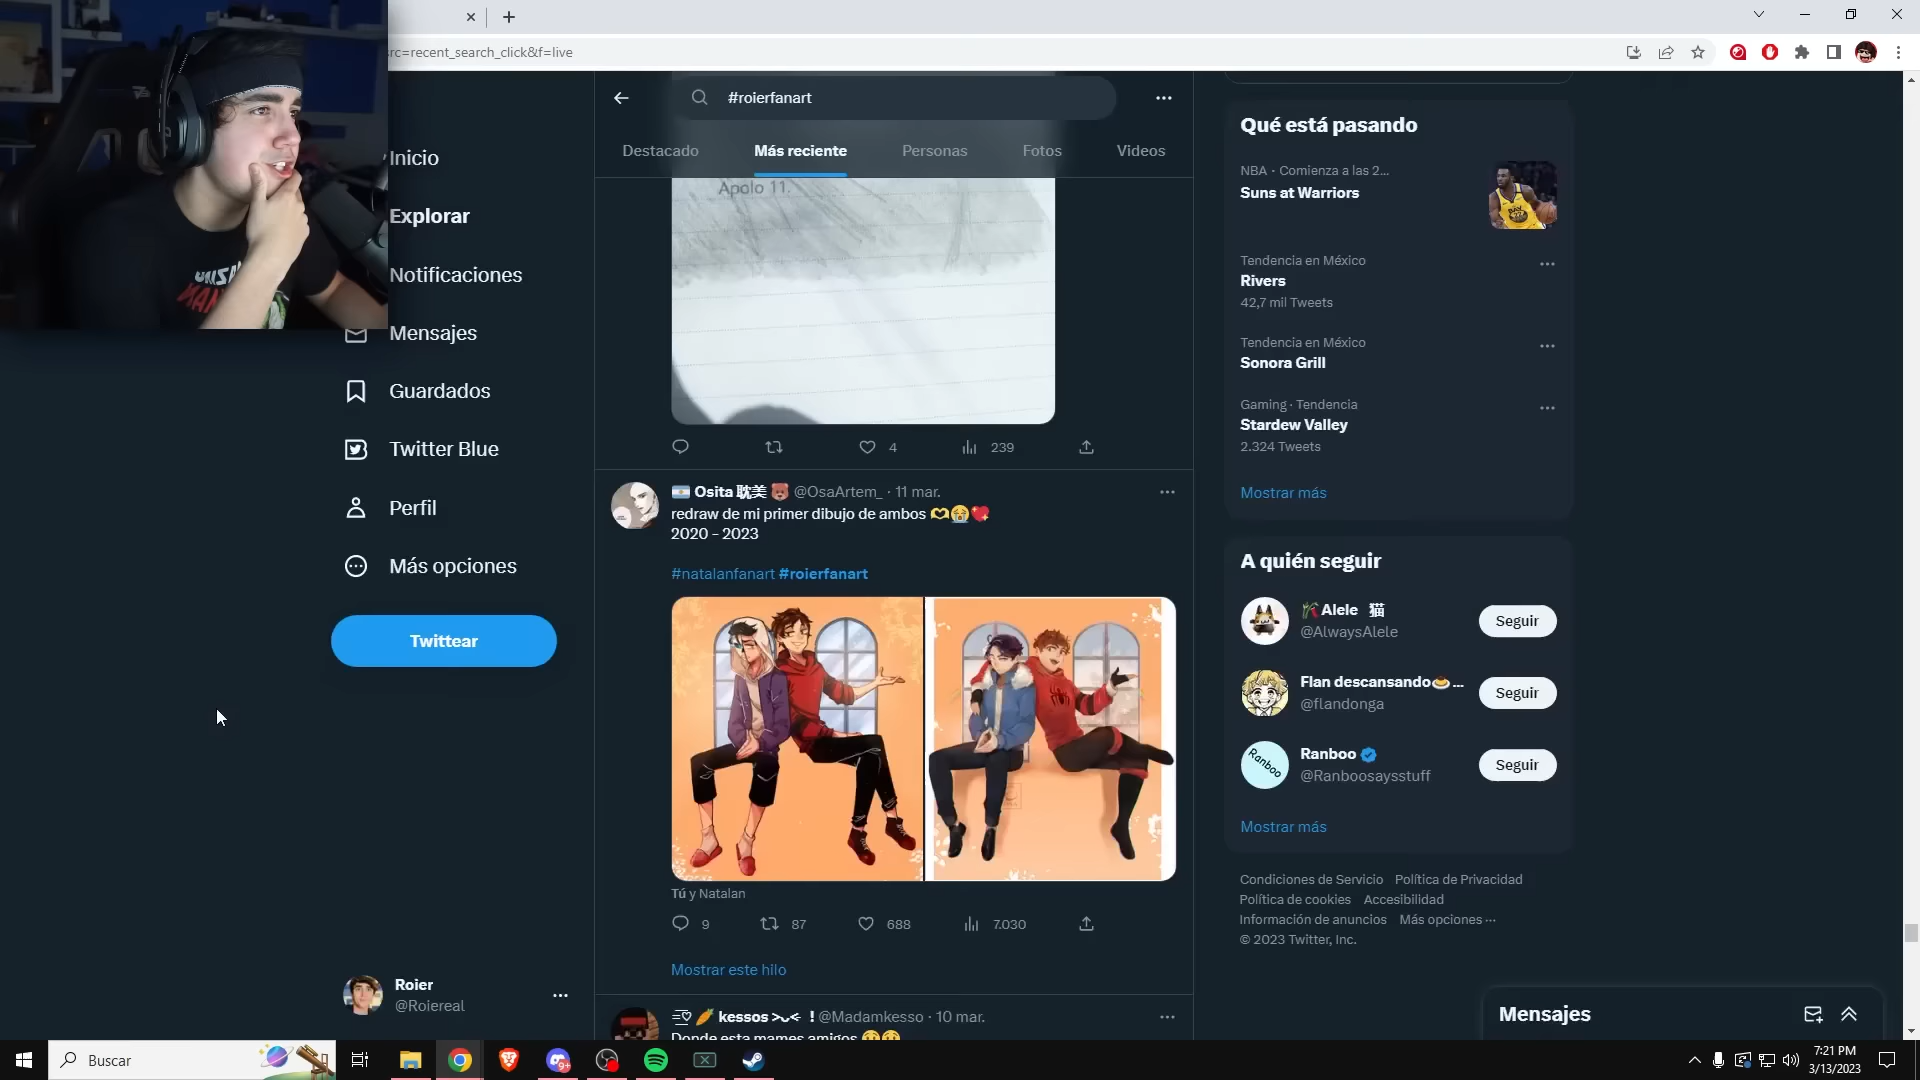 rc=recent_search_click&f=live
#roierfanart
Destacado
Más reciente
Personas
Fotos
Videos
Inicio
Explorar
Notificaciones
Mensajes
Guardados
Twitter Blue
Perfil
Más opciones
Twittear
Roier
@Roiereal
Apolo 11.
4
239
Osita 耽美 🐻 @OsaArtem_ · 11 mar.
redraw de mi primer dibujo de ambos 🫶😭💖
2020 - 2023
#natalanfanart #roierfanart
Tú y Natalan
9
87
688
7.030
Mostrar este hilo
🥕 kessos >ᴗ< ! @Madamkesso · 10 mar.
Donde esta mames amigos
Qué está pasando
NBA · Comienza a las 2...
Suns at Warriors
Tendencia en México
Rivers
42,7 mil Tweets
Tendencia en México
Sonora Grill
Gaming · Tendencia
Stardew Valley
2.324 Tweets
Mostrar más
A quién seguir
Alele 猫
@AlwaysAlele
Seguir
Flan descansando🍮...
@flandonga
Seguir
Ranboo
Ranboo
@Ranboosaysstuff
Seguir
Mostrar más
Condiciones de Servicio Política de Privacidad
Política de cookies Accesibilidad
Información de anuncios Más opciones ···
© 2023 Twitter, Inc.
Mensajes
Buscar
9+
7:21 PM
3/13/2023